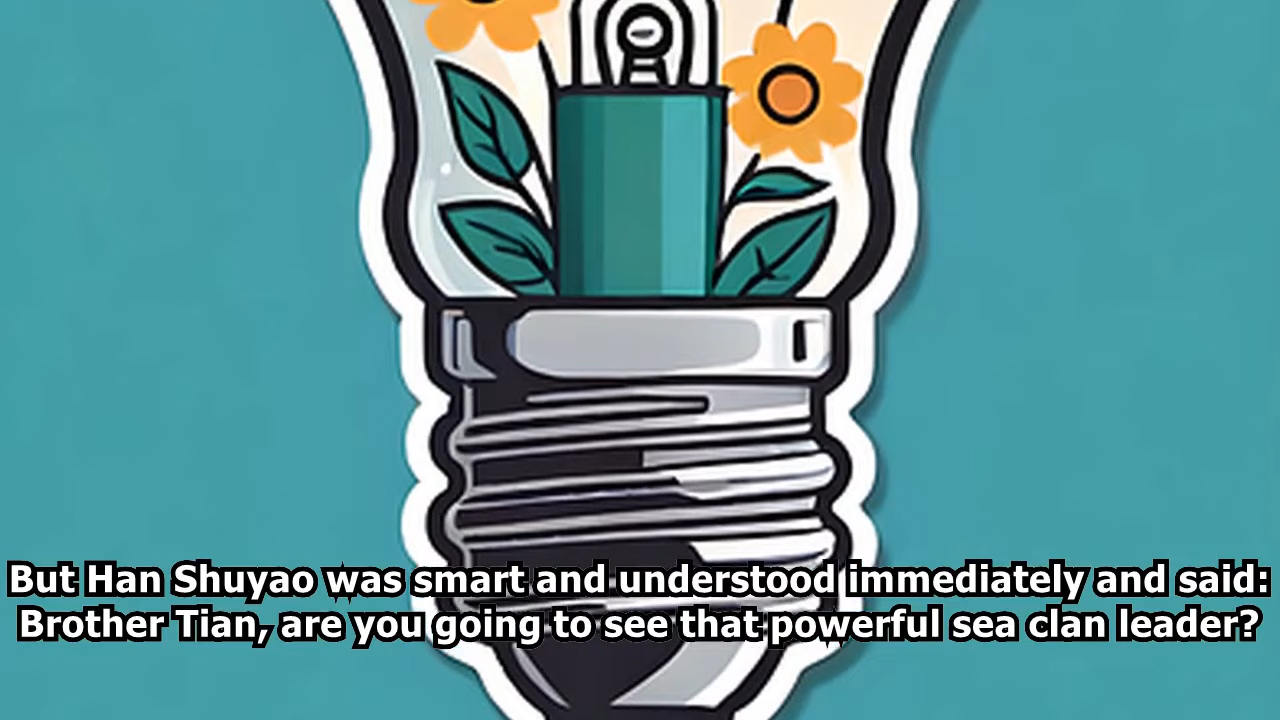 But Han Shuyao was smart and understood immediately and said:
Brother Tian, are you going to see that powerful sea clan leader?